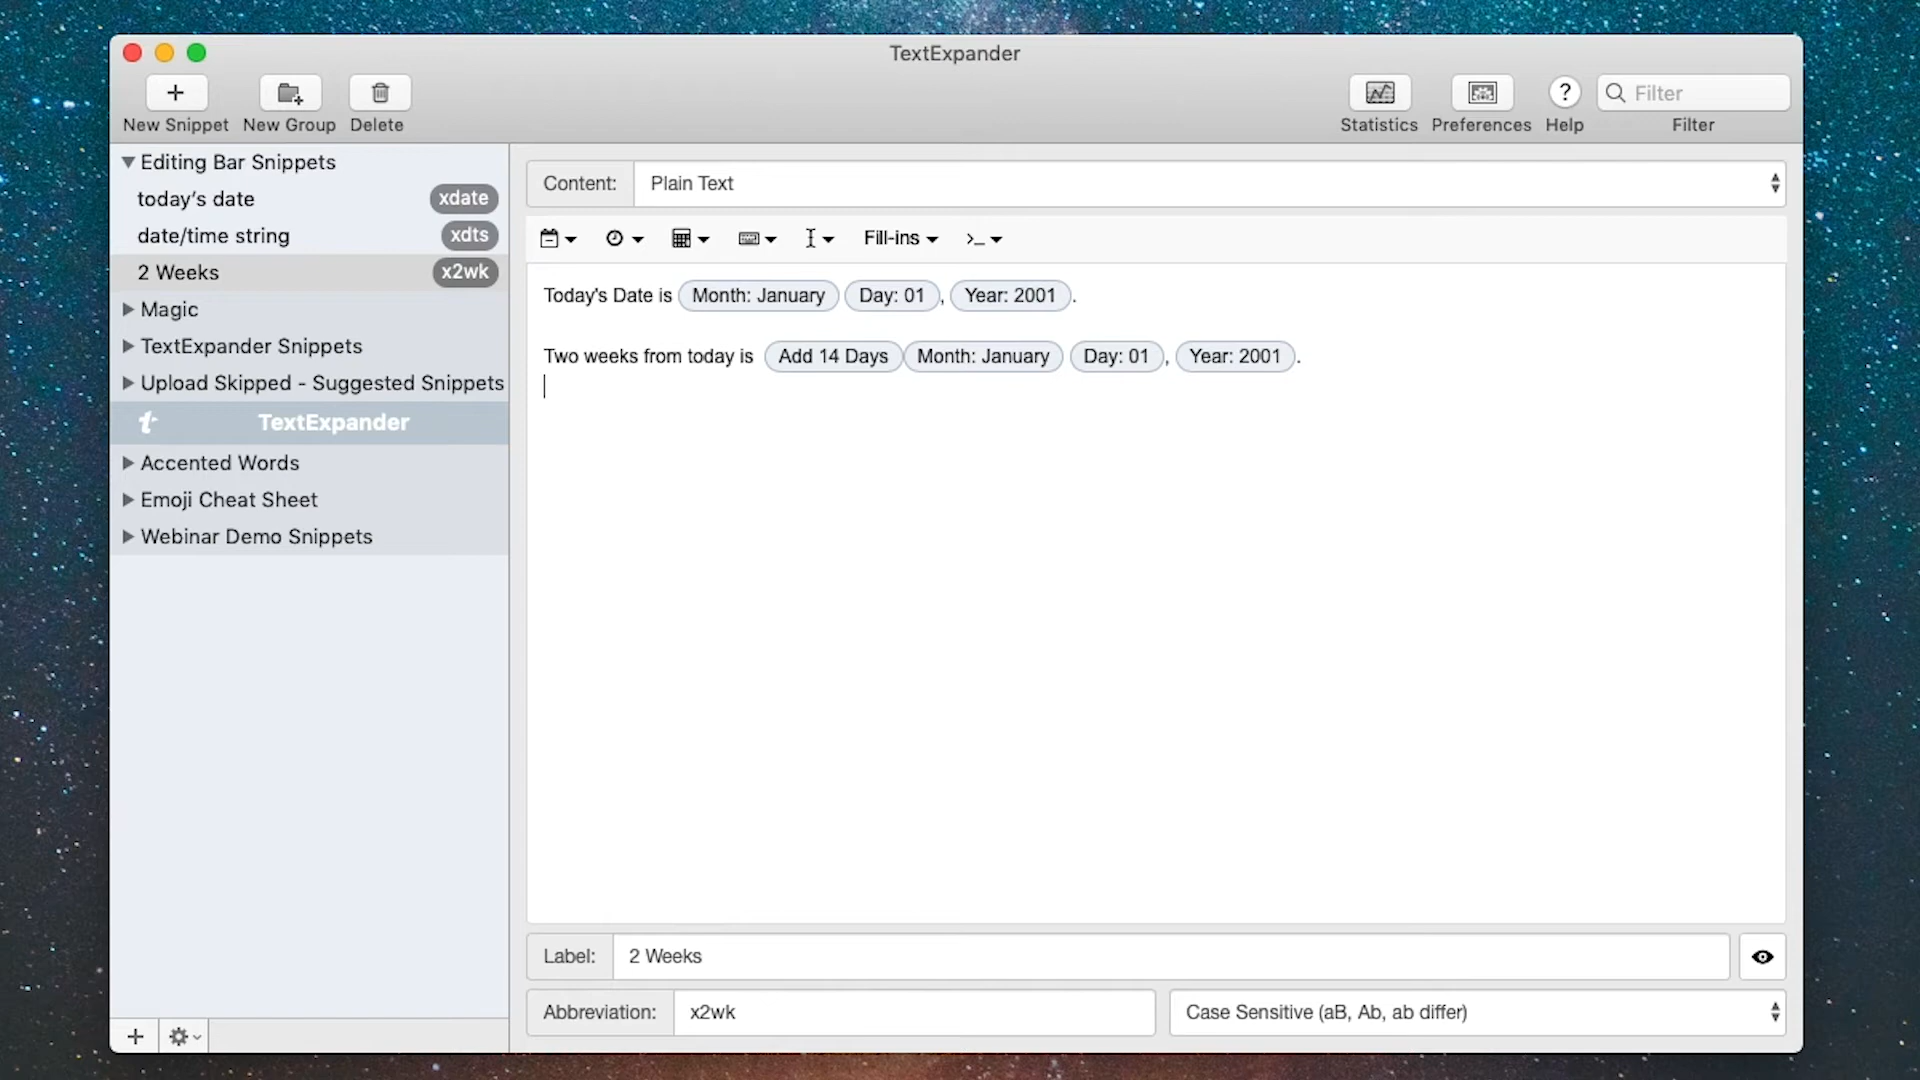 TextExpander
New Snippet New Group Delete
Statistics Preferences Help Filter
Filter
Editing Bar Snippets
today's date xdate
date/time string xdts
2 Weeks x2wk
Magic
TextExpander Snippets
Upload Skipped - Suggested Snippets
TextExpander
Accented Words
Emoji Cheat Sheet
Webinar Demo Snippets
Content: Plain Text
Fill-ins
Today's Date is Month: January Day: 01, Year: 2001.
Two weeks from today is Add 14 Days Month: January Day: 01, Year: 2001.
Label: 2 Weeks
Abbreviation: x2wk
Case Sensitive (aB, Ab, ab differ)